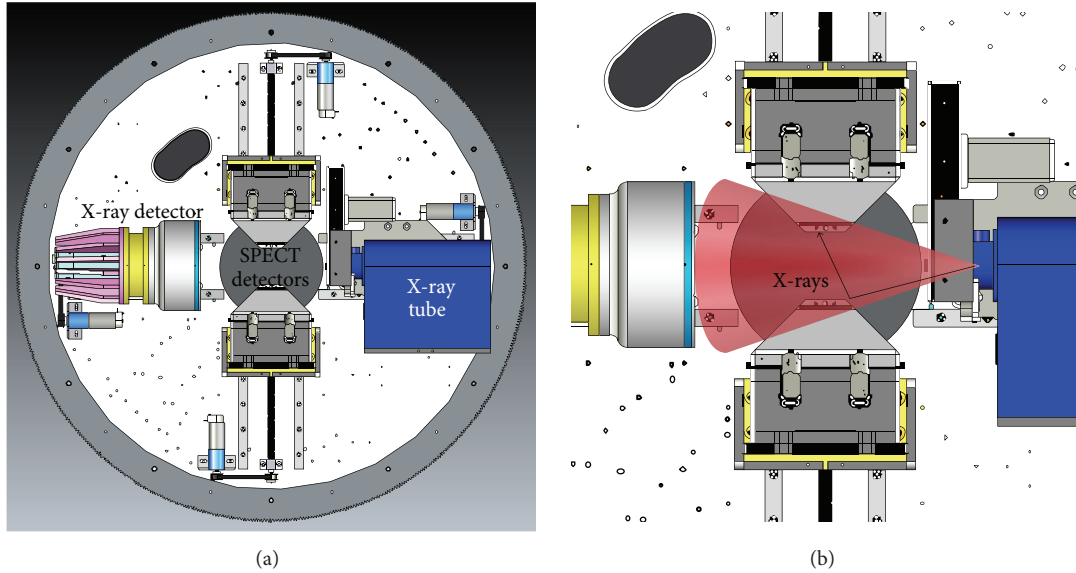 X-ray detector
SPECT
detectors
X-ray
tube
X-rays
(a)
(b)